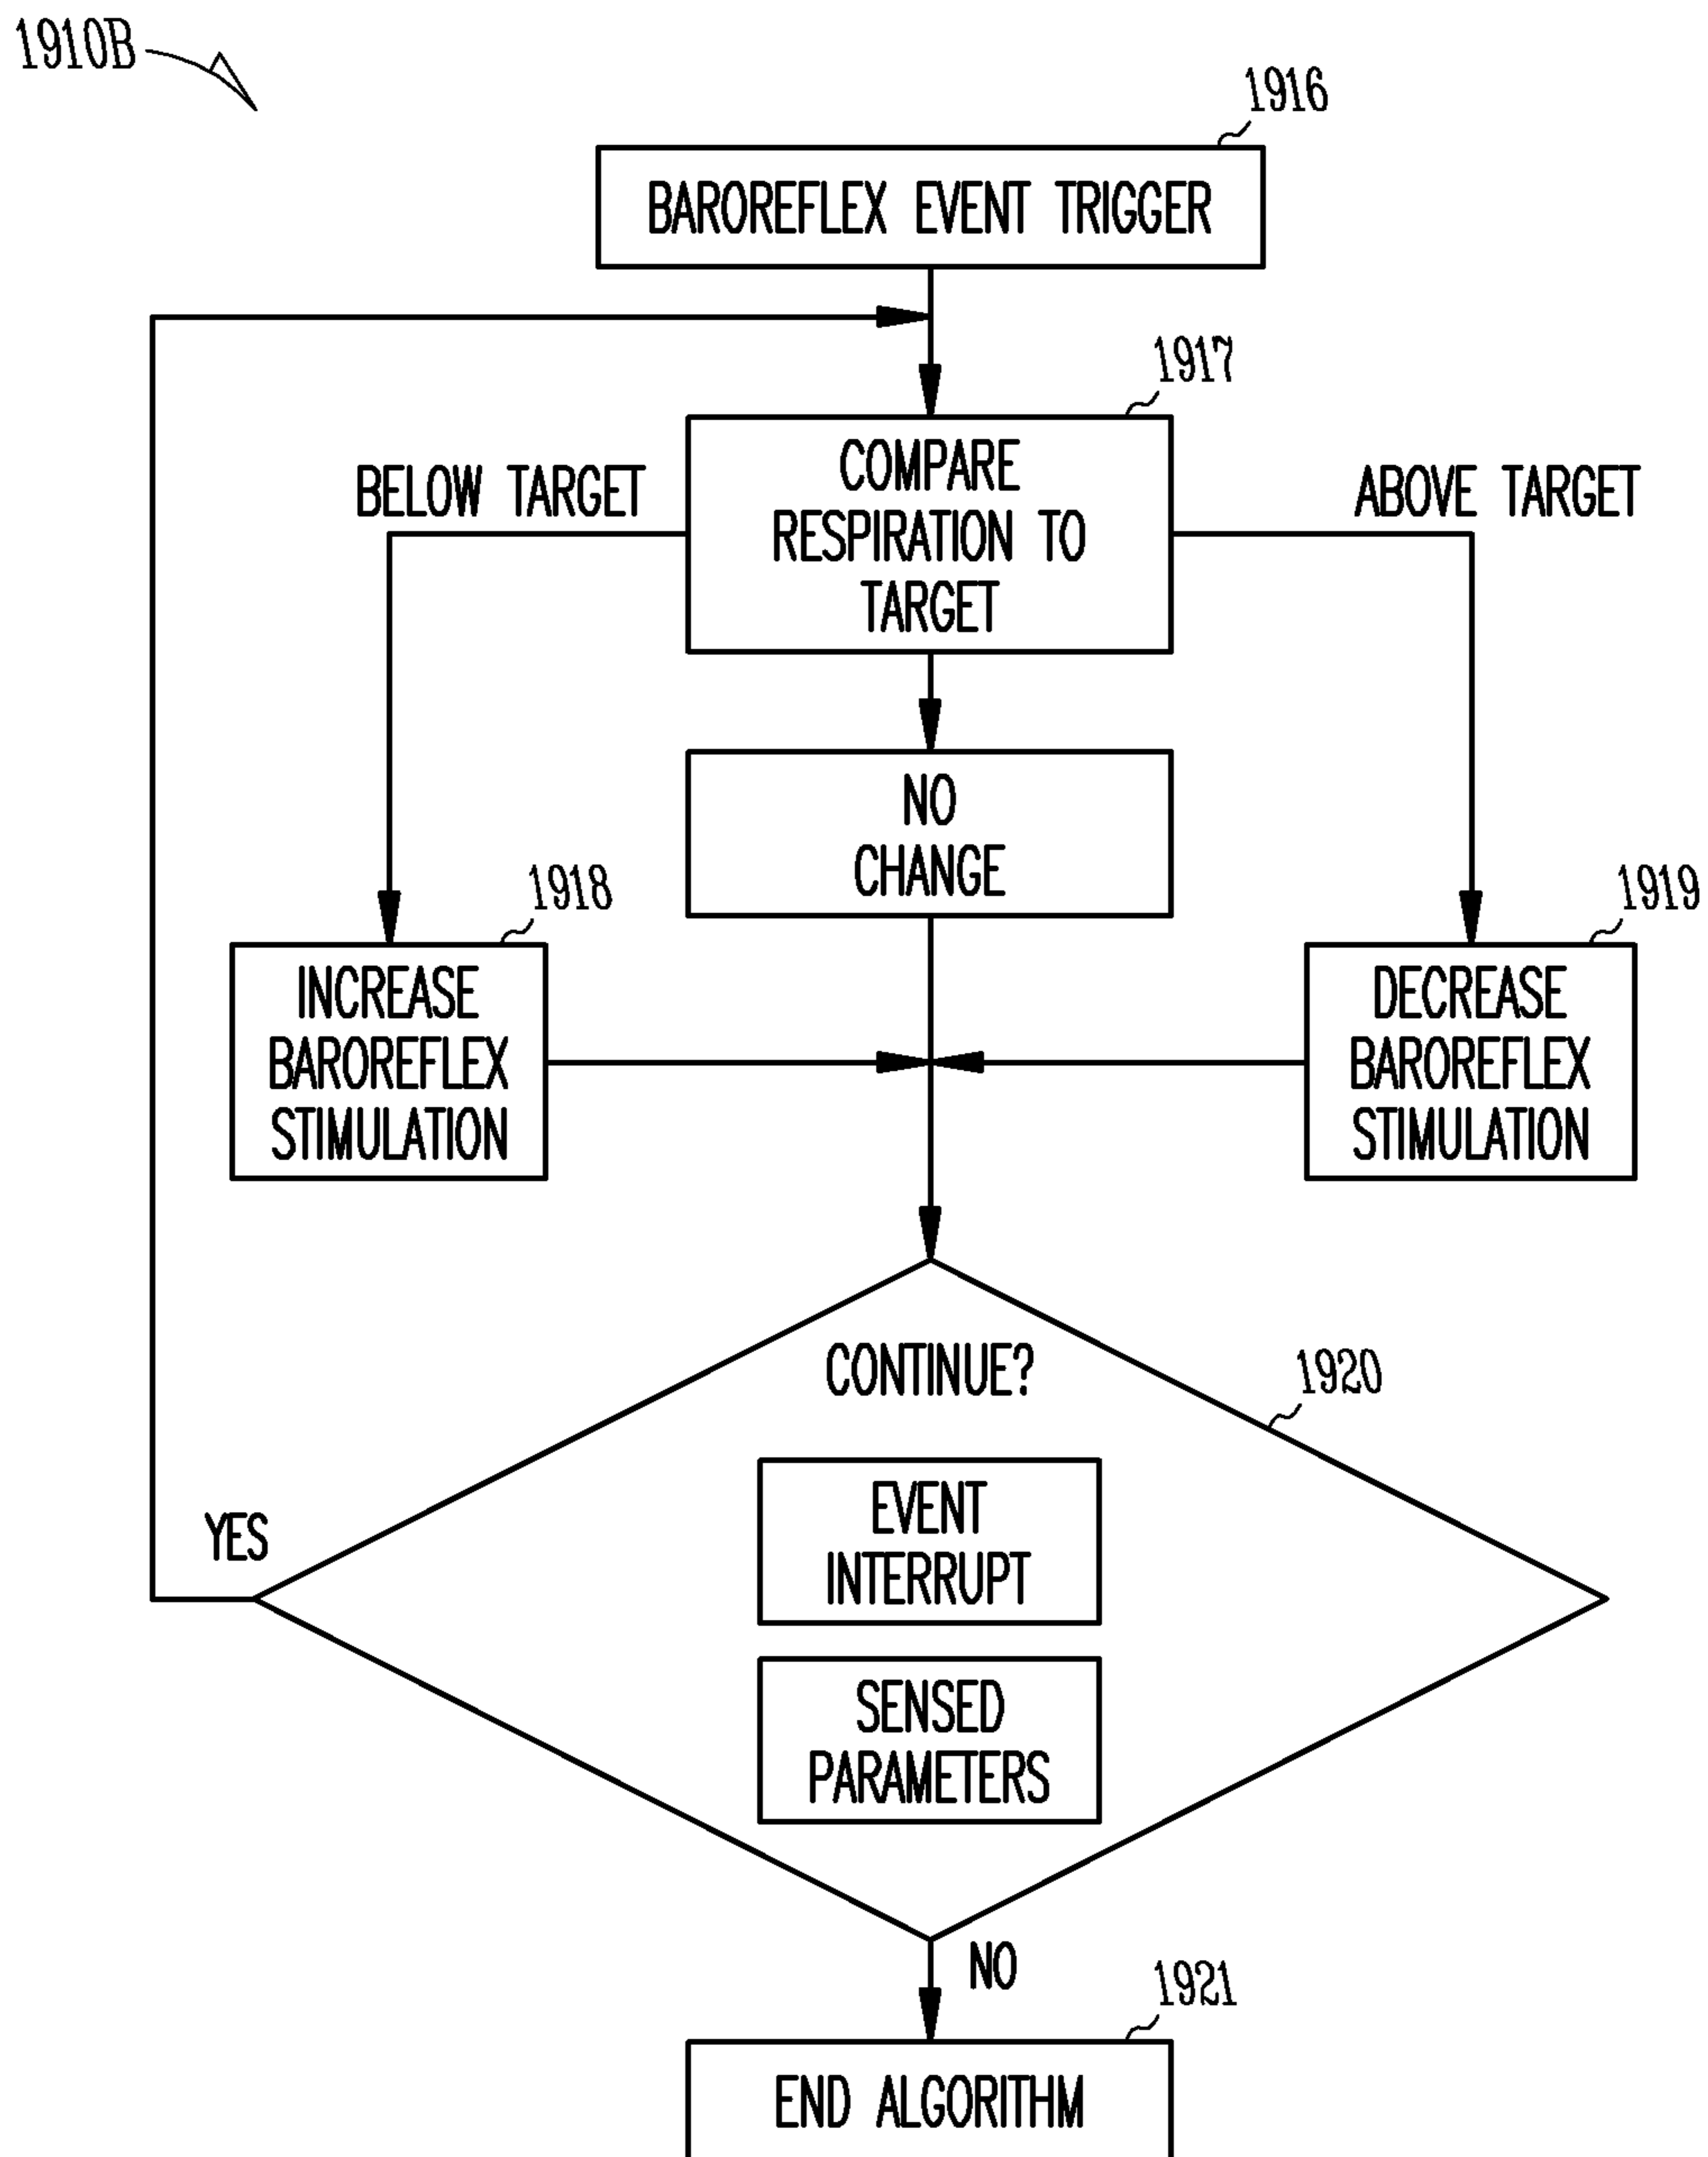 1910B
1916
BAROREFLEX EVENT TRIGGER
1917
COMPARE
RESPIRATION TO
TARGET
BELOW TARGET
ABOVE TARGET
NO
CHANGE
1918
INCREASE
BAROREFLEX
STIMULATION
1919
DECREASE
BAROREFLEX
STIMULATION
CONTINUE?
1920
EVENT
INTERRUPT
SENSED
PARAMETERS
YES
NO
1921
END ALGORITHM